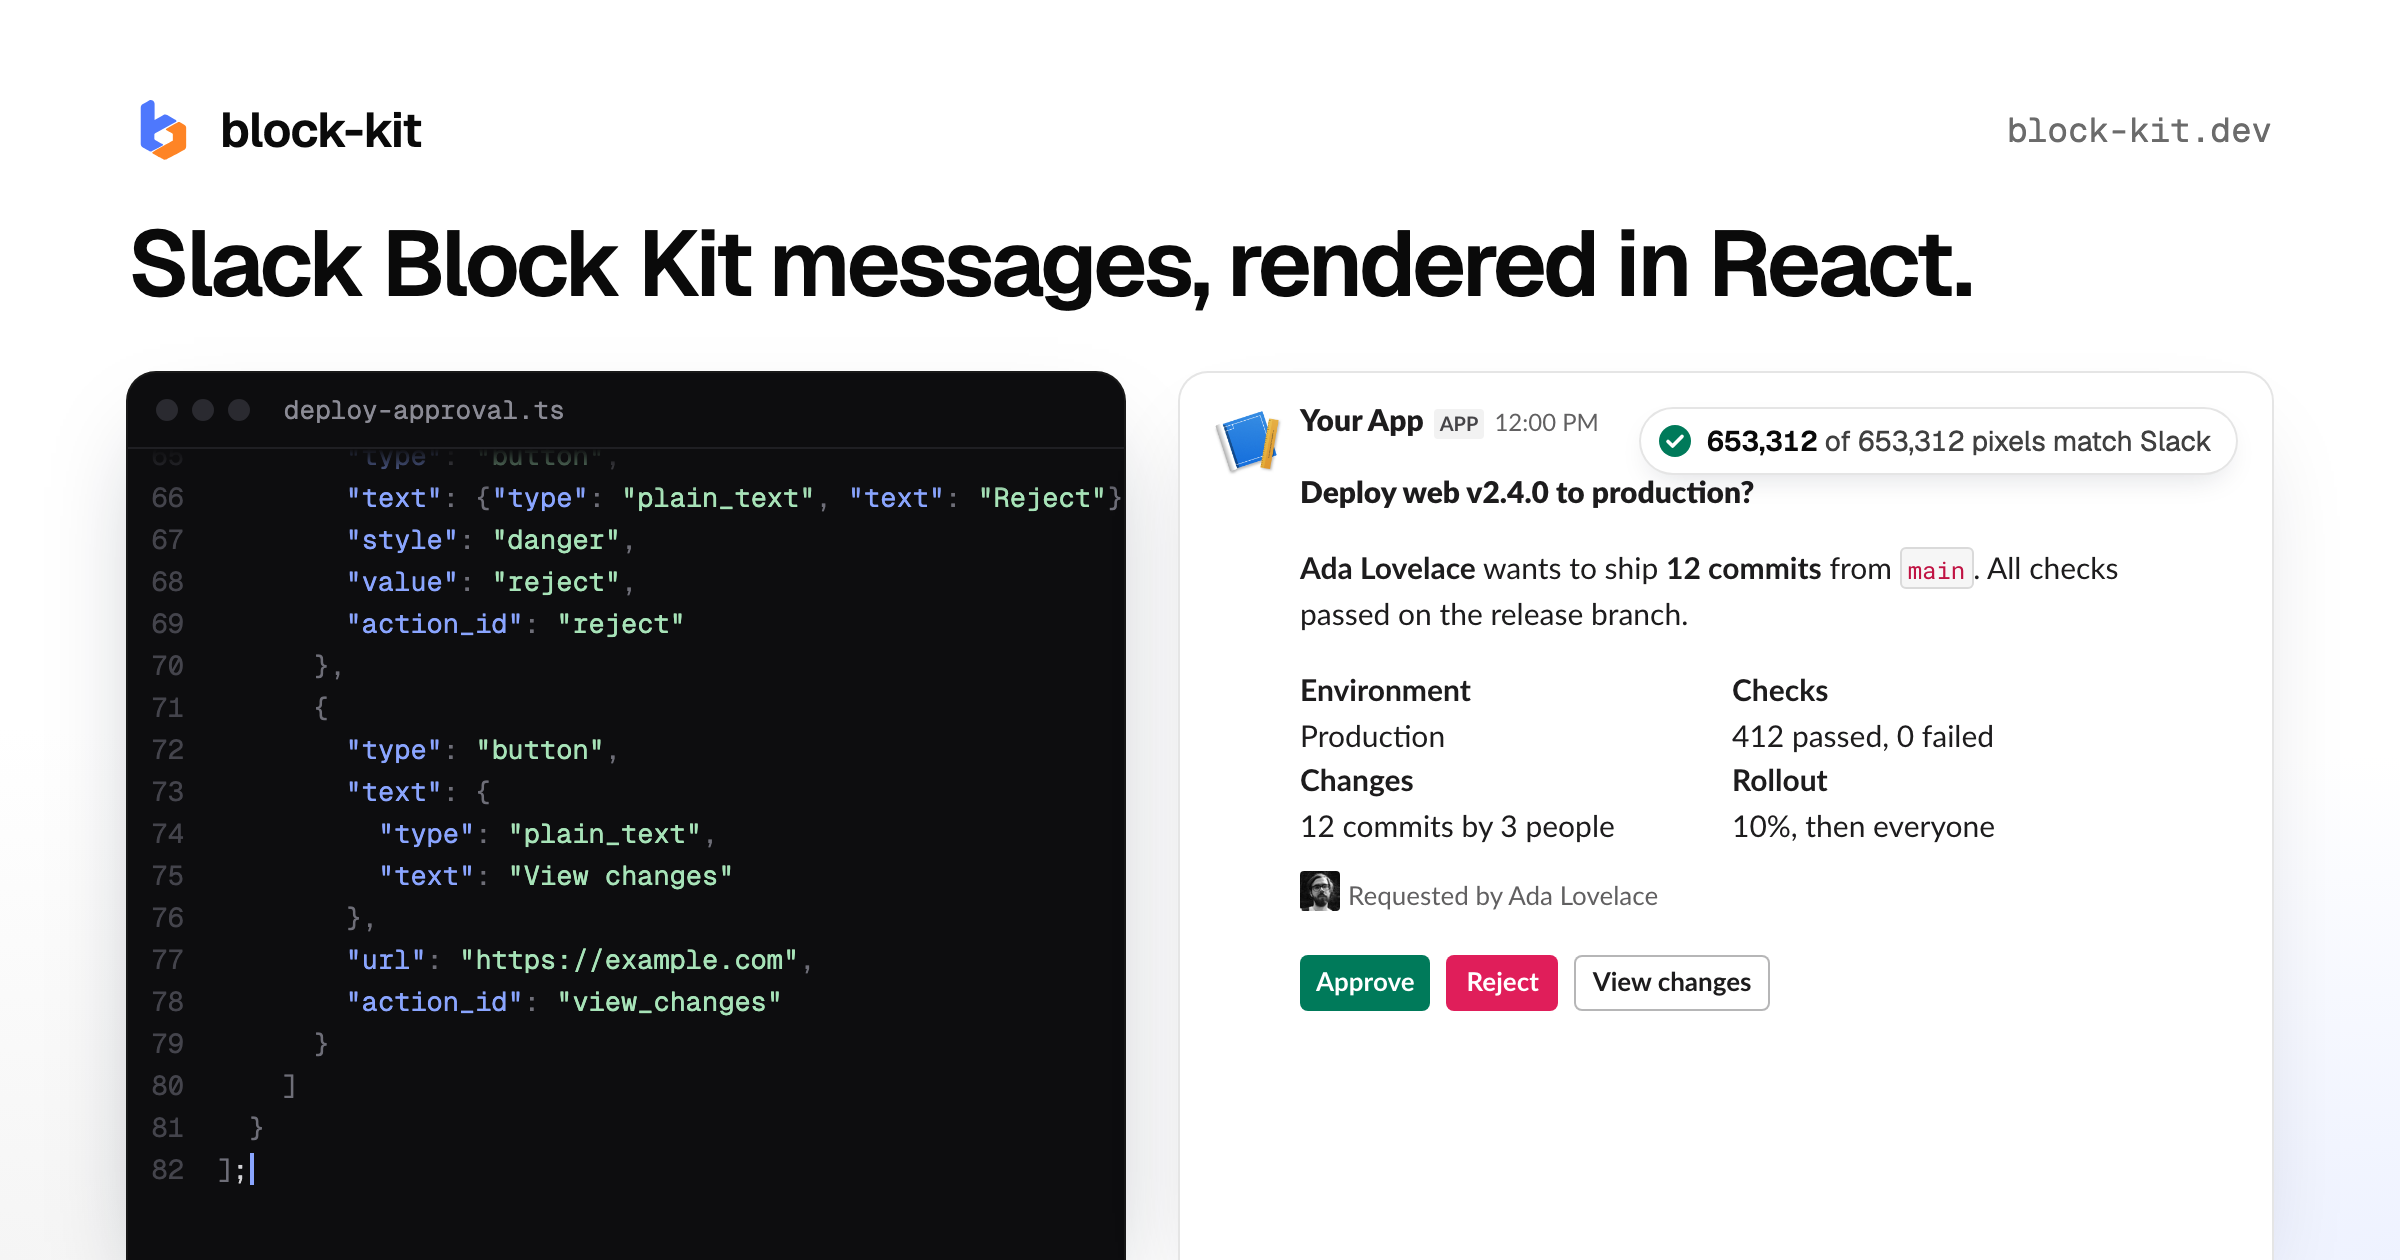 block-kit
block-kit.dev
Slack Block Kit messages, rendered in React.
deploy-approval.ts
65 "type": "button",
66 "text": {"type": "plain_text", "text": "Reject"}
67 "style": "danger",
68 "value": "reject",
69 "action_id": "reject"
70 },
71 {
72 "type": "button",
73 "text": {
74 "type": "plain_text",
75 "text": "View changes"
76 },
77 "url": "https://example.com",
78 "action_id": "view_changes"
79 }
80 ]
81 }
82 ];
Your App APP 12:00 PM
653,312 of 653,312 pixels match Slack
Deploy web v2.4.0 to production?
Ada Lovelace wants to ship 12 commits from main. All checks
passed on the release branch.
Environment
Production
Checks
412 passed, 0 failed
Changes
12 commits by 3 people
Rollout
10%, then everyone
Requested by Ada Lovelace
Approve
Reject
View changes